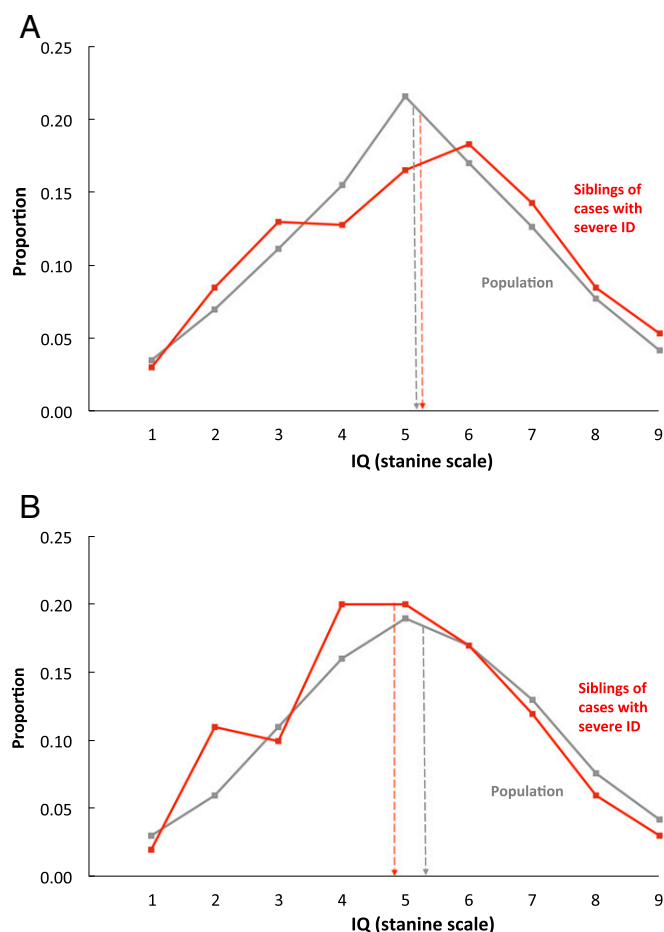 A
0.25
0.20
0.15
0.10
0.05
0.00
Proportion
Siblings of
cases with
severe ID
Population
1 2 3 4 5 6 7 8 9
IQ (stanine scale)
B
0.25
0.20
0.15
0.10
0.05
0.00
Proportion
Siblings of
cases with
severe ID
Population
1 2 3 4 5 6 7 8 9
IQ (stanine scale)